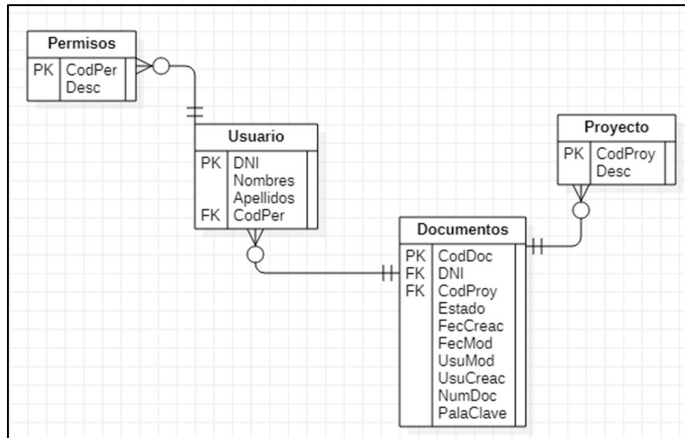 Permisos
PK CodPer
Desc
Usuario
PK DNI
Nombres
Apellidos
FK CodPer
Proyecto
PK CodProy
Desc
Documentos
PK CodDoc
FK DNI
FK CodProy
Estado
FecCreac
FecMod
UsuMod
UsuCreac
NumDoc
PalaClave